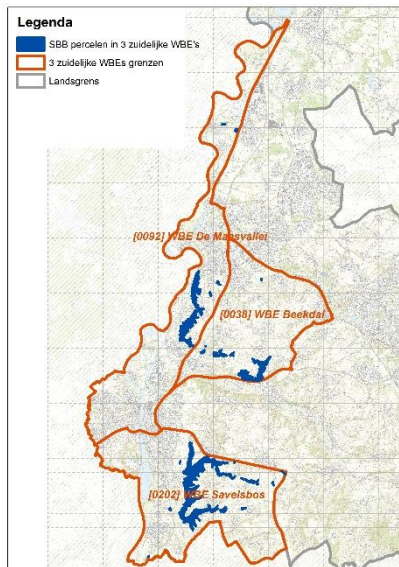 Legenda
SBB percelen in 3 zuidelijke WBE's
3 zuidelijke WBEs grenzen
Landsgrens
[0092] WBE De Maasvallei
[0038] WBE Beekdal
[0202] WBE Savelsbos